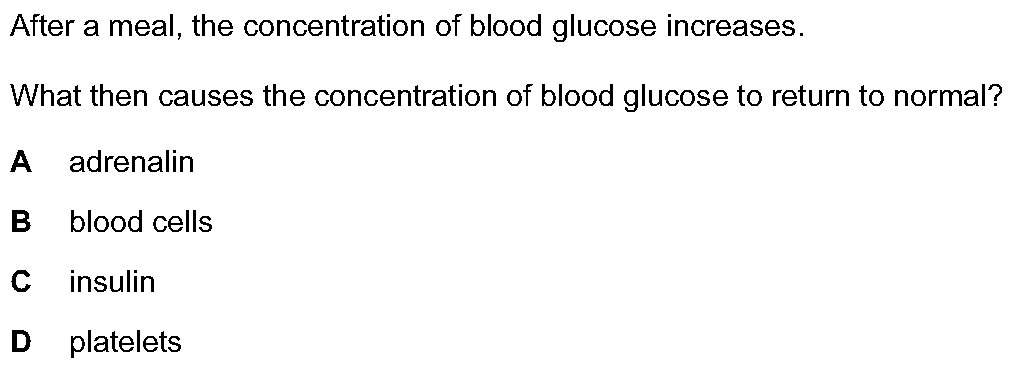 After a meal, the concentration of blood glucose increases.
What then causes the concentration of blood glucose to return to normal?
A adrenalin
B blood cells
C insulin
D platelets